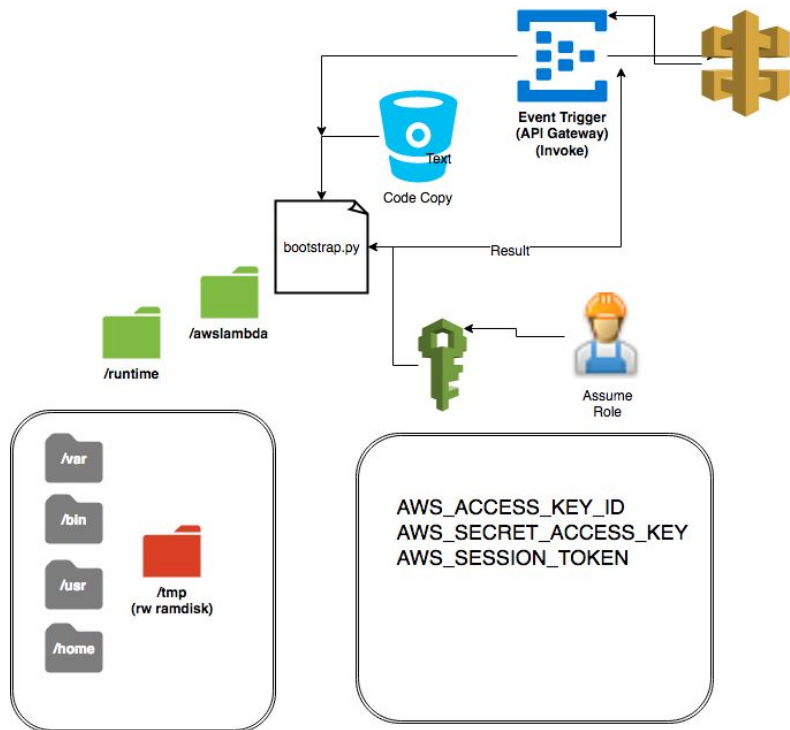 Event Trigger
(API Gateway)
(Invoke)
Text
Code Copy
bootstrap.py
Result
/awslambda
/runtime
Assume
Role
/var
/bin
/usr
/home
/tmp
(rw ramdisk)
AWS_ACCESS_KEY_ID
AWS_SECRET_ACCESS_KEY
AWS_SESSION_TOKEN